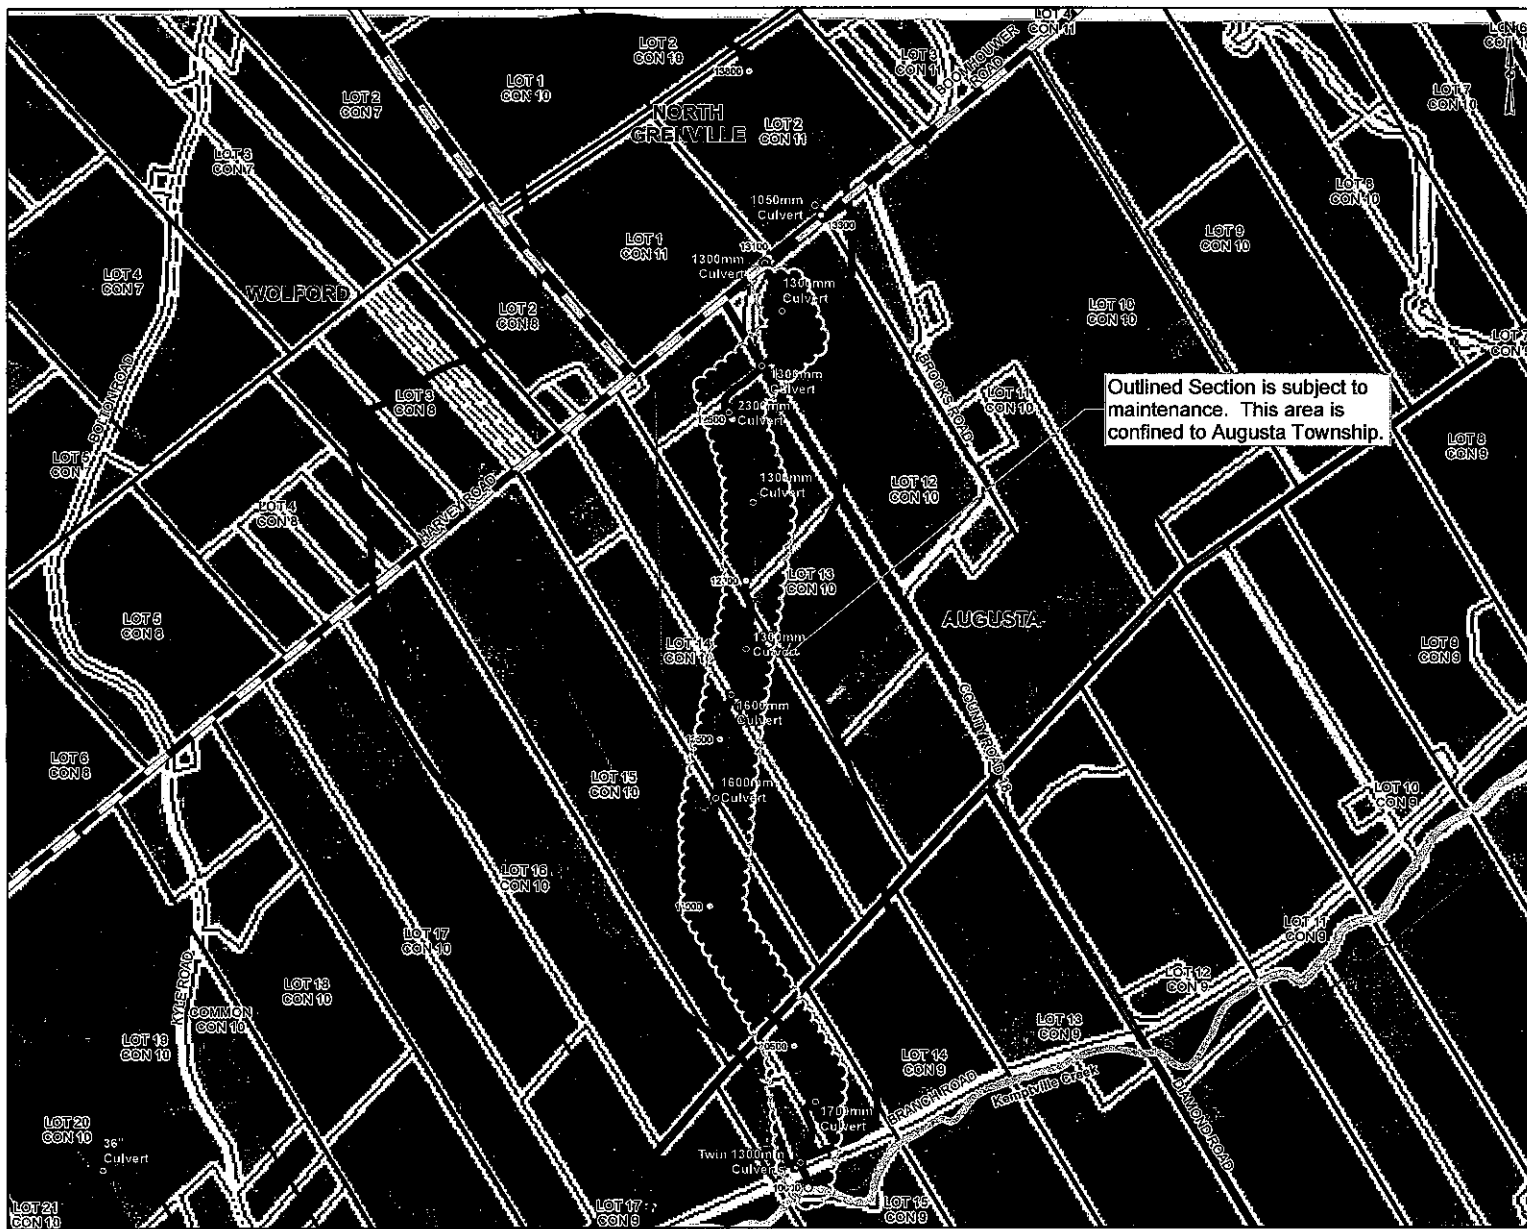 LOT 4
CON 11
LOT 2
CON 10
LOT 3
CON 11
BOOKHOUWER
ROAD
LOT 1
CON 10
13800
LOT 2
CON 7
NORTH
GRENVILLE
LOT 2
CON 11
LOT 7
CON 10
LOT 3
CON 7
LOT 8
CON 10
1050mm
Culvert
13500
LOT 9
CON 10
LOT 1
CON 11
13100
1300mm
Culvert
LOT 4
CON 7
WOLFORD
1300mm
Culvert
LOT 2
CON 8
LOT 10
CON 10
BOLTON ROAD
LOT 3
CON 8
1300mm
Culvert
2300mm
Culvert
BROOKS ROAD
LOT 11
CON 10
Outlined Section is subject to
maintenance. This area is
confined to Augusta Township.
LOT 8
CON 9
LOT 5
CON 7
HARVEY ROAD
LOT 4
CON 8
1300mm
Culvert
LOT 12
CON 10
LOT 13
CON 10
LOT 5
CON 8
AUGUSTA
1300mm
Culvert
LOT 14
CON 10
LOT 8
CON 9
1600mm
Culvert
COUNTY ROAD
LOT 6
CON 8
LOT 15
CON 10
1600mm
Culvert
LOT 10
CON 9
LOT 16
CON 10
LOT 17
CON 10
LOT 11
CON 9
KYLE ROAD
LOT 18
CON 10
COMMON
CON 10
LOT 12
CON 9
LOT 19
CON 10
LOT 13
CON 9
LOT 14
CON 9
BRANCH ROAD
Kemptville Creek
DIAMOND ROAD
1700mm
Culvert
LOT 20
CON 10
36"
Culvert
Twin 1300mm
Culverts
LOT 21
CON 10
LOT 17
CON 9
LOT 15
CON 9